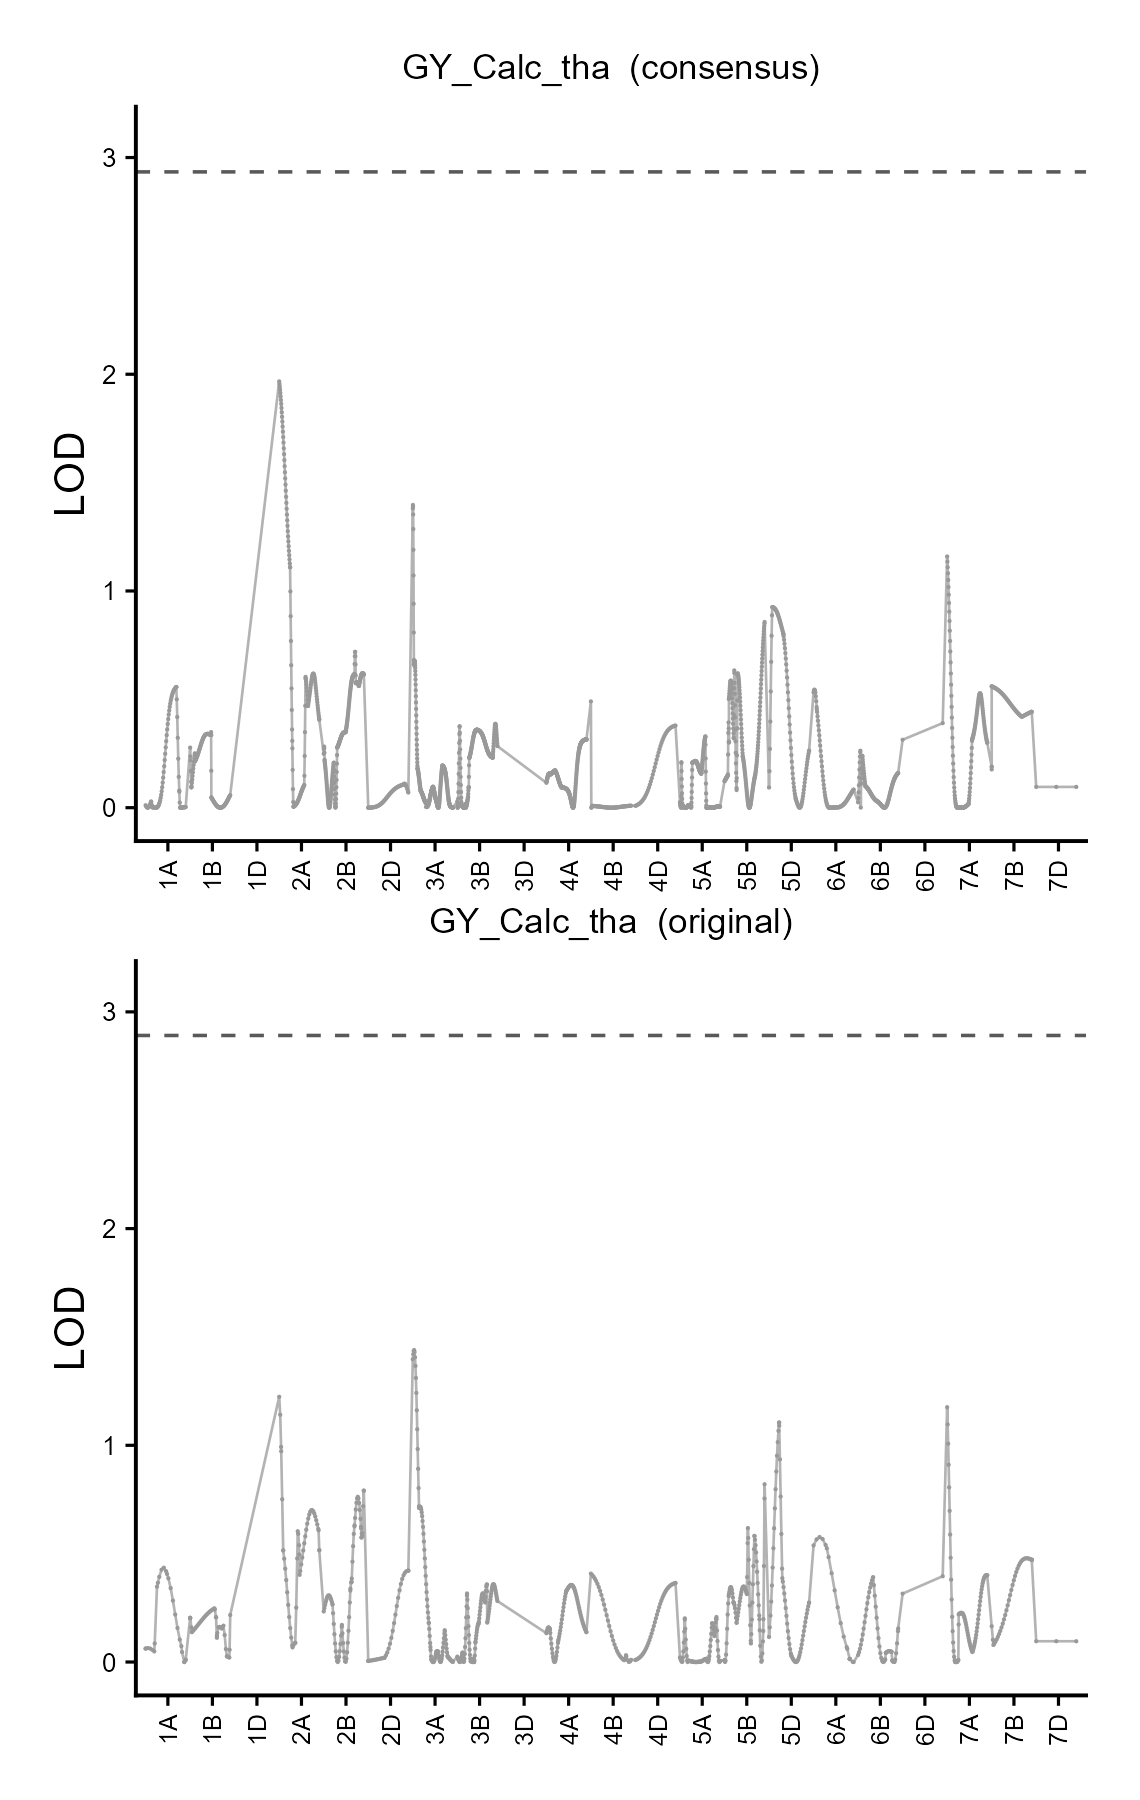 GY_Calc_tha (consensus)
LOD
3
2
1
0
1A 1B 1D 2A 2B 2D 3A 3B 3D 4A 4B 4D 5A 5B 5D 6A 6B 6D 7A 7B 7D
GY_Calc_tha (original)
LOD
3
2
1
0
1A 1B 1D 2A 2B 2D 3A 3B 3D 4A 4B 4D 5A 5B 5D 6A 6B 6D 7A 7B 7D